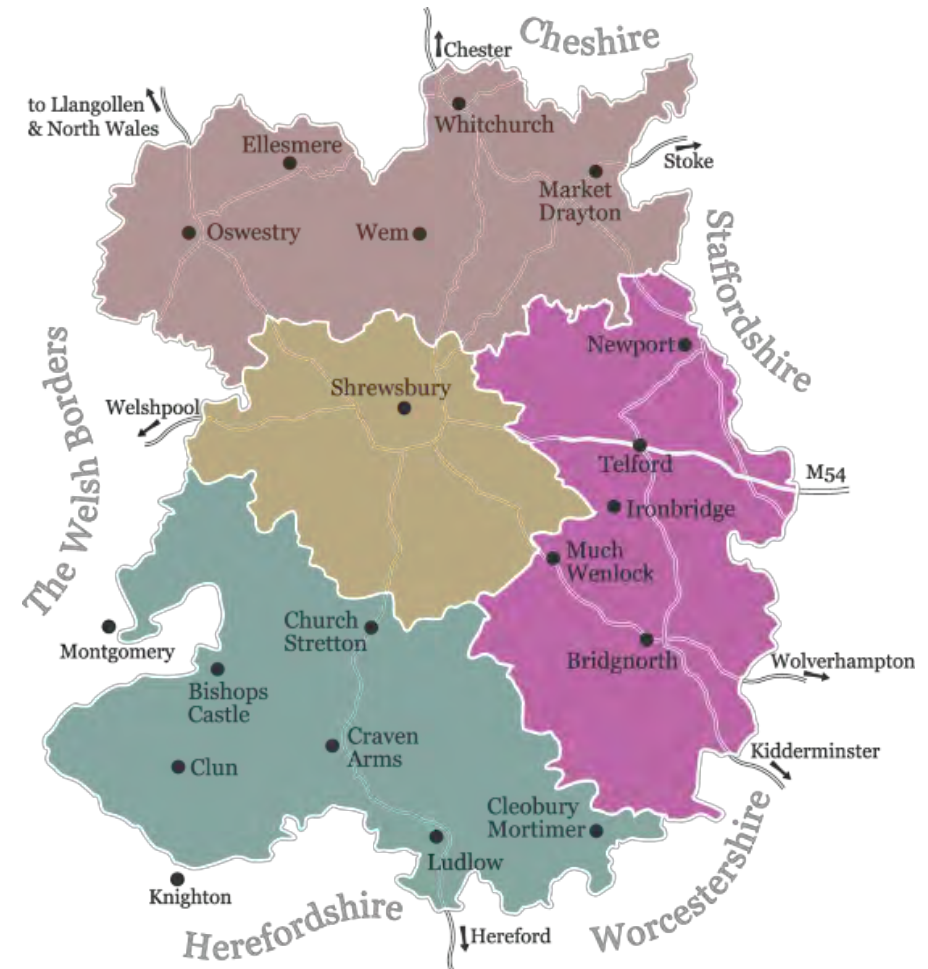 Cheshire
Chester
to Llangollen
& North Wales
Whitchurch
Ellesmere
Stoke
Market
Drayton
Oswestry
Wem
Staffordshire
Newport
The Welsh Borders
Shrewsbury
Welshpool
Telford
M54
Ironbridge
Much
Wenlock
Church
Stretton
Montgomery
Bridgnorth
Wolverhampton
Bishops
Castle
Craven
Arms
Kidderminster
Clun
Cleobury
Mortimer
Ludlow
Knighton
Herefordshire
Worcestershire
Hereford